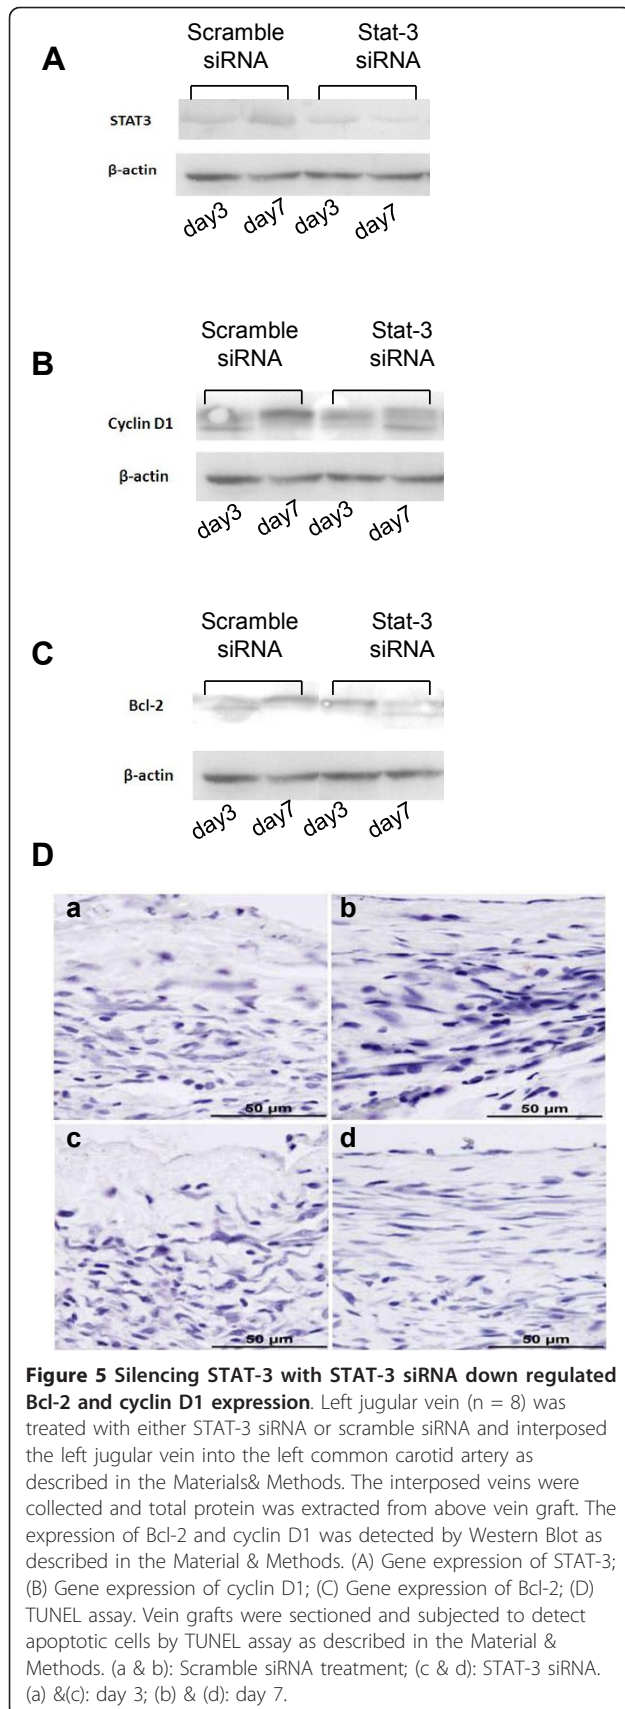 A
Scramble siRNA
Stat-3 siRNA
STAT3
β-actin
day3 day7 day3 day7
B
Scramble siRNA
Stat-3 siRNA
Cyclin D1
β-actin
day3 day7 day3 day7
C
Scramble siRNA
Stat-3 siRNA
Bcl-2
β-actin
day3 day7 day3 day7
D
a
b
50 µm
50 µm
c
d
50 µm
50 µm
Figure 5 Silencing STAT-3 with STAT-3 siRNA down regulated
Bcl-2 and cyclin D1 expression. Left jugular vein (n = 8) was
treated with either STAT-3 siRNA or scramble siRNA and interposed
the left jugular vein into the left common carotid artery as
described in the Materials& Methods. The interposed veins were
collected and total protein was extracted from above vein graft. The
expression of Bcl-2 and cyclin D1 was detected by Western Blot as
described in the Material & Methods. (A) Gene expression of STAT-3;
(B) Gene expression of cyclin D1; (C) Gene expression of Bcl-2; (D)
TUNEL assay. Vein grafts were sectioned and subjected to detect
apoptotic cells by TUNEL assay as described in the Material &
Methods. (a & b): Scramble siRNA treatment; (c & d): STAT-3 siRNA.
(a) &(c): day 3; (b) & (d): day 7.